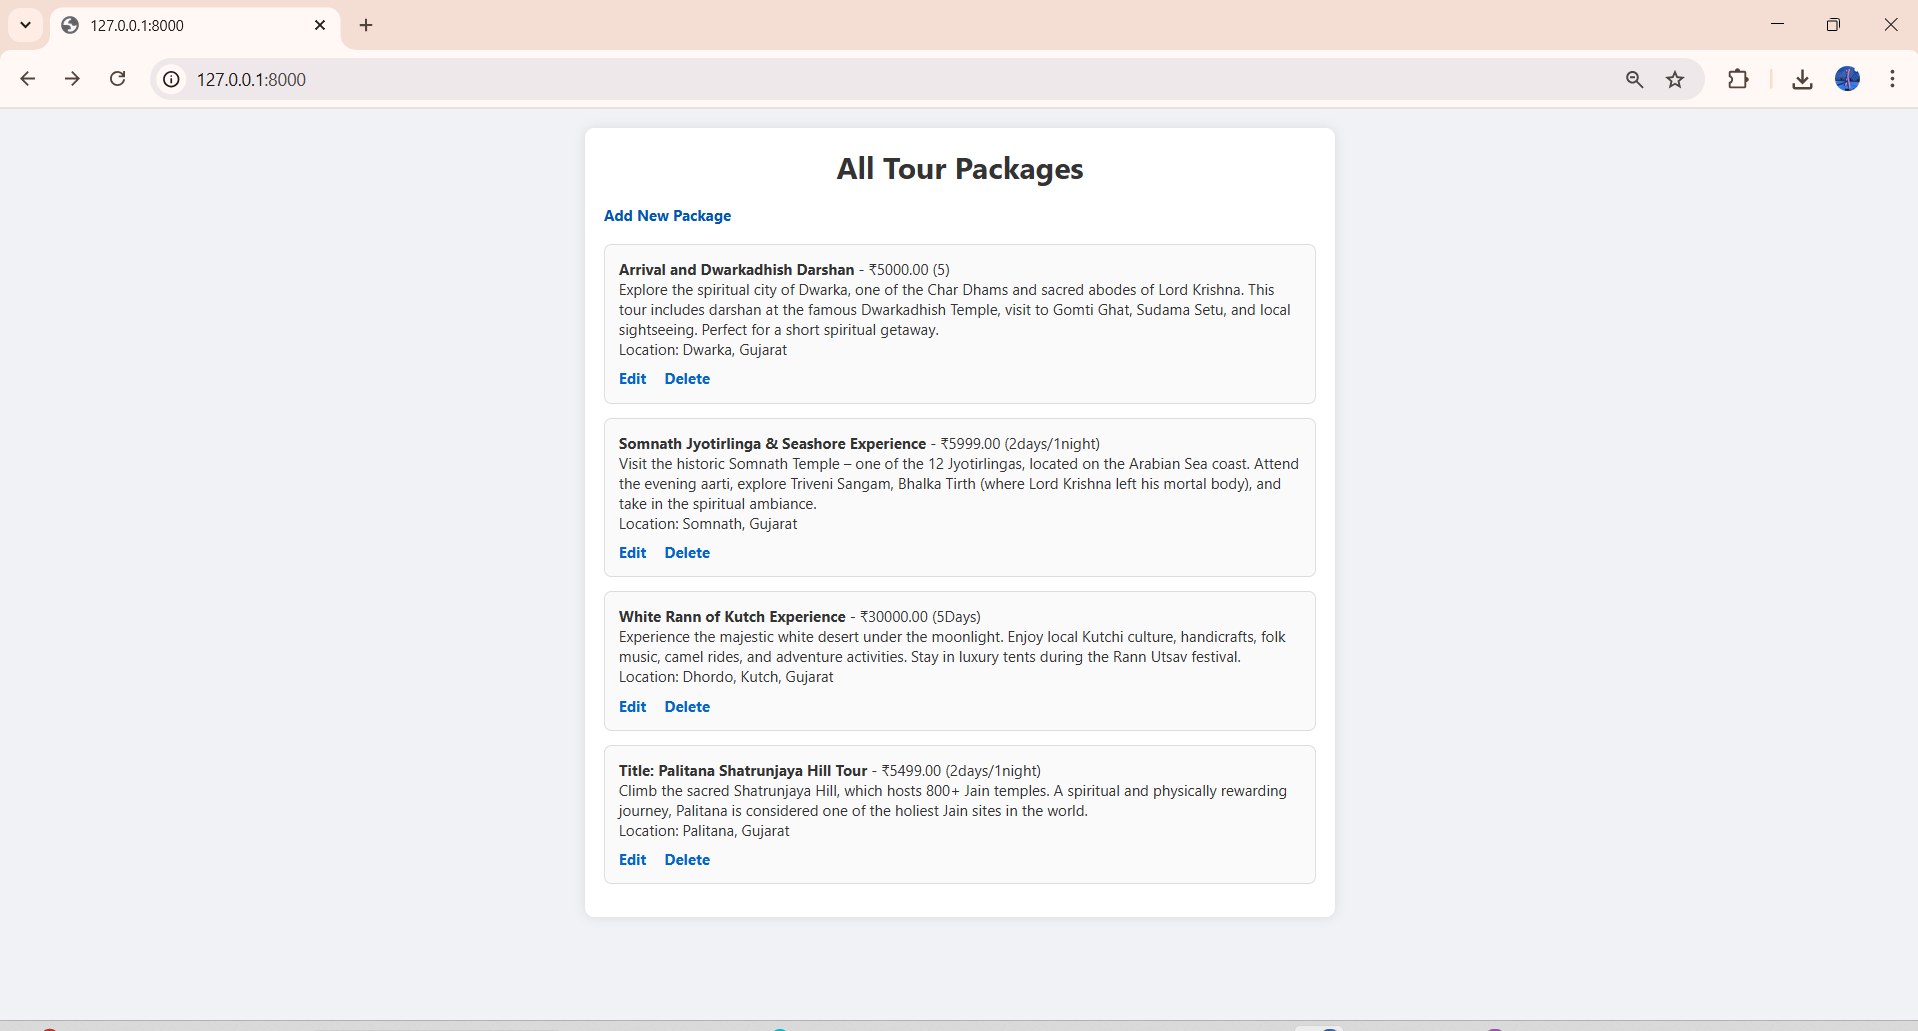 127.0.0.1:8000
127.0.0.1:8000
All Tour Packages
Add New Package
Arrival and Dwarkadhish Darshan - ₹5000.00 (5)
Explore the spiritual city of Dwarka, one of the Char Dhams and sacred abodes of Lord Krishna. This
tour includes darshan at the famous Dwarkadhish Temple, visit to Gomti Ghat, Sudama Setu, and local
sightseeing. Perfect for a short spiritual getaway.
Location: Dwarka, Gujarat
Edit Delete
Somnath Jyotirlinga & Seashore Experience - ₹5999.00 (2days/1night)
Visit the historic Somnath Temple – one of the 12 Jyotirlingas, located on the Arabian Sea coast. Attend
the evening aarti, explore Triveni Sangam, Bhalka Tirth (where Lord Krishna left his mortal body), and
take in the spiritual ambiance.
Location: Somnath, Gujarat
Edit Delete
White Rann of Kutch Experience - ₹30000.00 (5Days)
Experience the majestic white desert under the moonlight. Enjoy local Kutchi culture, handicrafts, folk
music, camel rides, and adventure activities. Stay in luxury tents during the Rann Utsav festival.
Location: Dhordo, Kutch, Gujarat
Edit Delete
Title: Palitana Shatrunjaya Hill Tour - ₹5499.00 (2days/1night)
Climb the sacred Shatrunjaya Hill, which hosts 800+ Jain temples. A spiritual and physically rewarding
journey, Palitana is considered one of the holiest Jain sites in the world.
Location: Palitana, Gujarat
Edit Delete